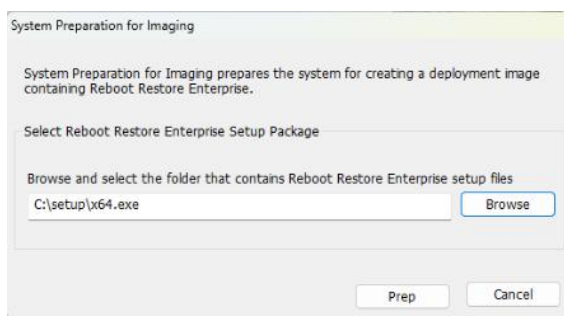 System Preparation for Imaging
System Preparation for Imaging prepares the system for creating a deployment image
containing Reboot Restore Enterprise.
Select Reboot Restore Enterprise Setup Package
Browse and select the folder that contains Reboot Restore Enterprise setup files
C:\setup\x64.exe
Browse
Prep
Cancel